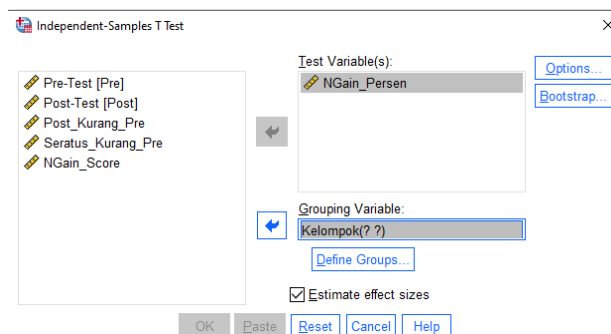 Independent-Samples T Test
Test Variable(s):
Pre-Test [Pre]
Post-Test [Post]
Post_Kurang_Pre
Seratus_Kurang_Pre
NGain_Score
NGain_Persen
Options...
Bootstrap...
Grouping Variable:
Kelompok(? ?)
Define Groups...
Estimate effect sizes
OK Paste Reset Cancel Help